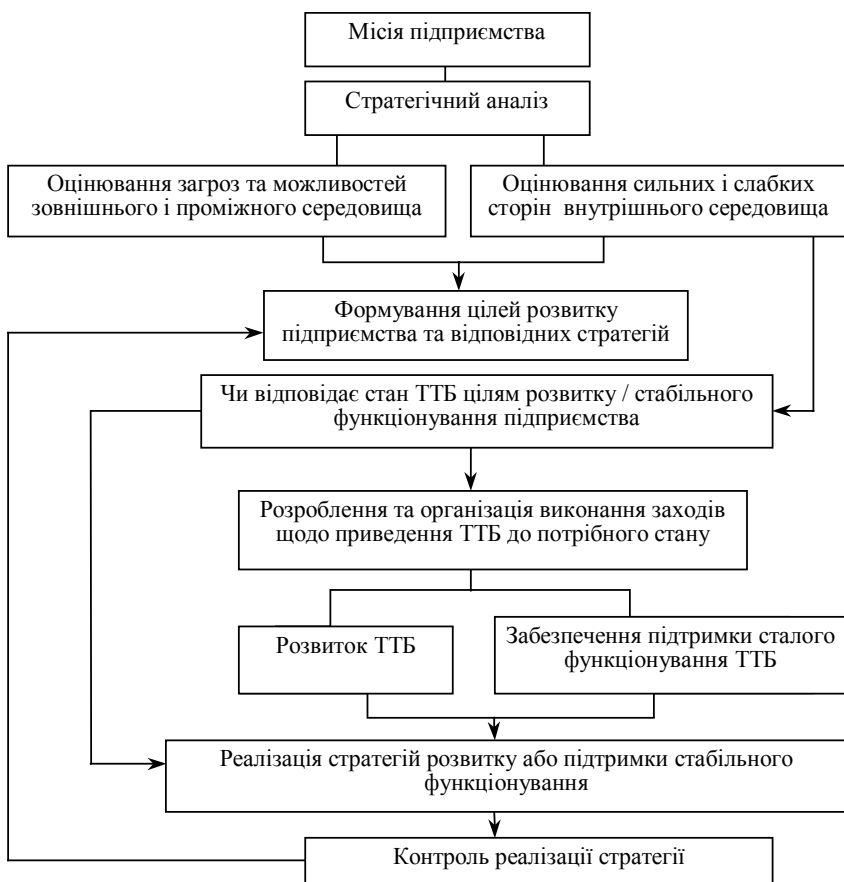 Місія підприємства
Стратегічний аналіз
Оцінювання загроз та можливостей
зовнішнього і проміжного середовища
Оцінювання сильних і слабких
сторін внутрішнього середовища
Формування цілей розвитку
підприємства та відповідних стратегій
Чи відповідає стан ТТБ цілям розвитку / стабільного
функціонування підприємства
Розроблення та організація виконання заходів
щодо приведення ТТБ до потрібного стану
Розвиток ТТБ
Забезпечення підтримки сталого
функціонування ТТБ
Реалізація стратегій розвитку або підтримки стабільного
функціонування
Контроль реалізації стратегії